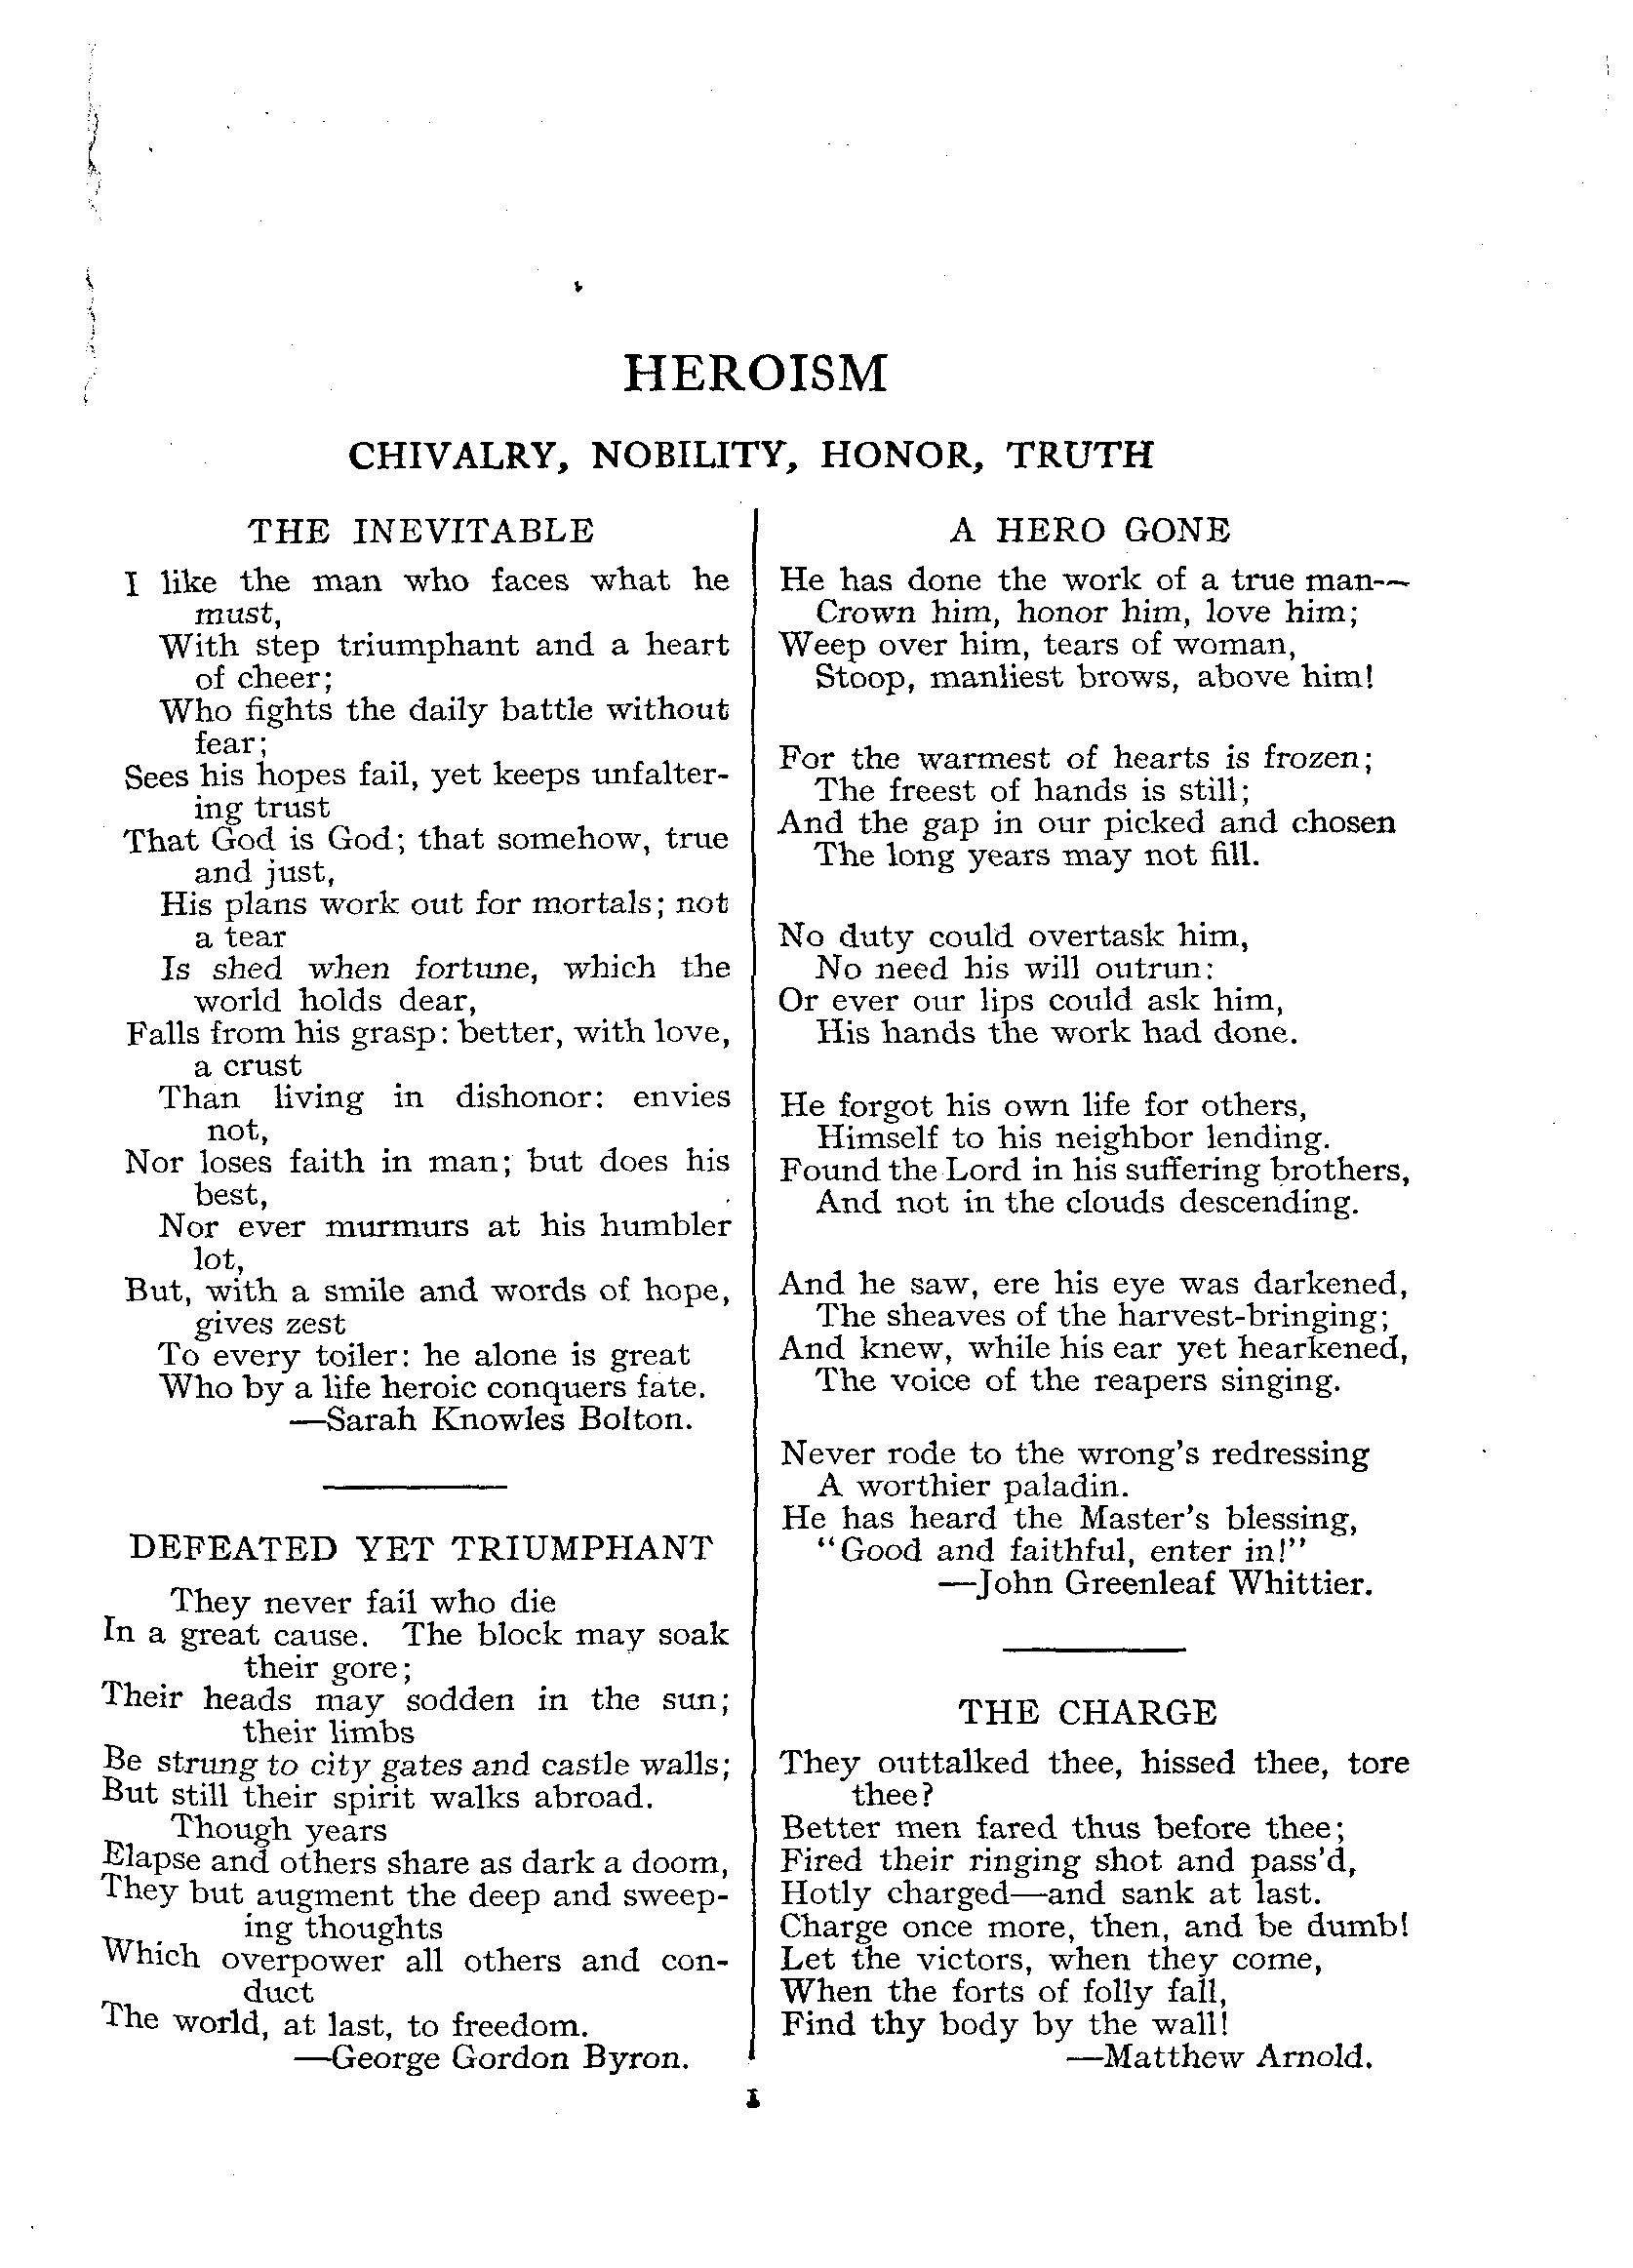 HEROISM
CHIVALRY, NOBILITY, HONOR, TRUTH
THE INEVITABLE
I like the man who faces what he
must,
With step triumphant and a heart
of cheer;
Who fights the daily battle without
fear;
Sees his hopes fail, yet keeps unfalter-
ing trust
That God is God; that somehow, true
and just,
His plans work out for mortals; not
a tear
Is shed when fortune, which the
world holds dear,
Falls from his grasp: better, with love,
a crust
Than living in dishonor: envies
not,
Nor loses faith in man; but does his
best,
Nor ever murmurs at his humbler
lot,
But, with a smile and words of hope,
gives zest
To every toiler: he alone is great
Who by a life heroic conquers fate.
—Sarah Knowles Bolton.
DEFEATED YET TRIUMPHANT
They never fail who die
In a great cause. The block may soak
their gore;
Their heads may sodden in the sun;
their limbs
Be strung to city gates and castle walls;
But still their spirit walks abroad.
Though years
Elapse and others share as dark a doom,
They but augment the deep and sweep-
ing thoughts
Which overpower all others and con-
duct
The world, at last, to freedom.
—George Gordon Byron.
A HERO GONE
He has done the work of a true man—
Crown him, honor him, love him;
Weep over him, tears of woman,
Stoop, manliest brows, above him!
For the warmest of hearts is frozen;
The freest of hands is still;
And the gap in our picked and chosen
The long years may not fill.
No duty could overtask him,
No need his will outrun:
Or ever our lips could ask him,
His hands the work had done.
He forgot his own life for others,
Himself to his neighbor lending.
Found the Lord in his suffering brothers,
And not in the clouds descending.
And he saw, ere his eye was darkened,
The sheaves of the harvest-bringing;
And knew, while his ear yet hearkened,
The voice of the reapers singing.
Never rode to the wrong's redressing
A worthier paladin.
He has heard the Master's blessing,
"Good and faithful, enter in!"
—John Greenleaf Whittier.
THE CHARGE
They outtalked thee, hissed thee, tore
thee?
Better men fared thus before thee;
Fired their ringing shot and pass'd,
Hotly charged—and sank at last.
Charge once more, then, and be dumb!
Let the victors, when they come,
When the forts of folly fall,
Find thy body by the wall!
—Matthew Arnold.
1